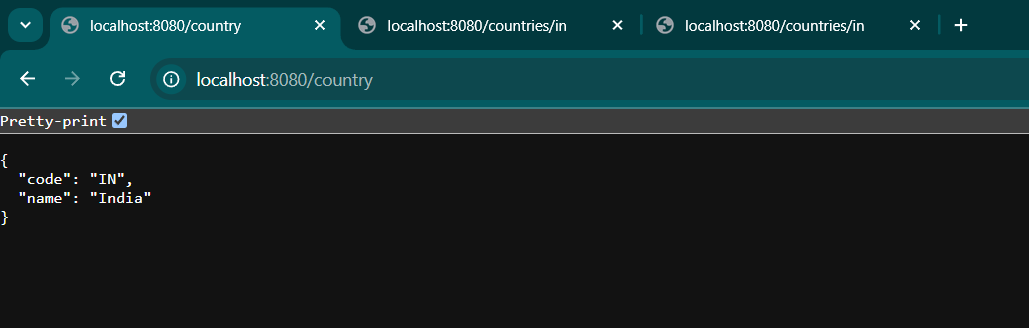 localhost:8080/country
localhost:8080/countries/in
localhost:8080/countries/in
localhost:8080/country
Pretty-print
{
  "code": "IN",
  "name": "India"
}